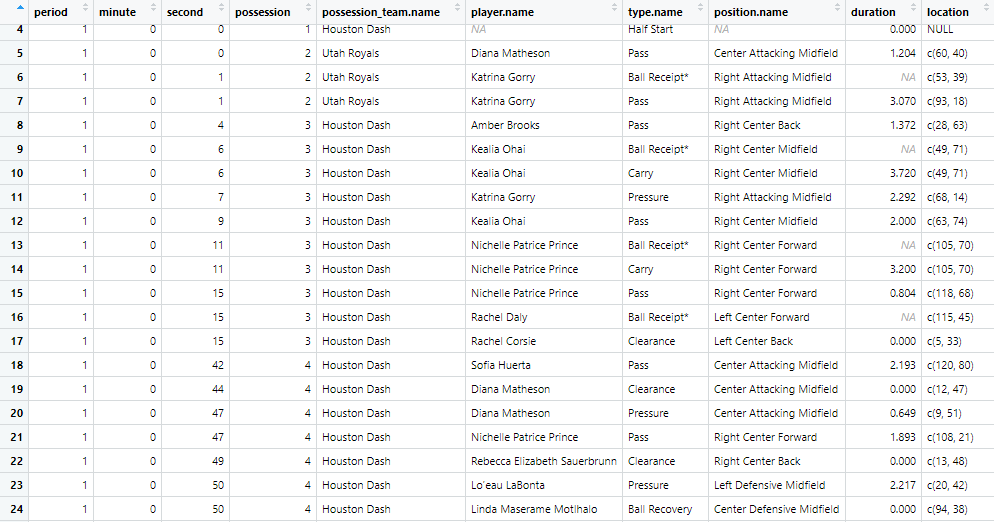 period minute second possession possession_team.name player.name type.name position.name duration location
4 1 0 0 1 Houston Dash NA Half Start NA 0.000 NULL
5 1 0 0 2 Utah Royals Diana Matheson Pass Center Attacking Midfield 1.204 c(60, 40)
6 1 0 1 2 Utah Royals Katrina Gorry Ball Receipt* Right Attacking Midfield NA c(53, 39)
7 1 0 1 2 Utah Royals Katrina Gorry Pass Right Attacking Midfield 3.070 c(93, 18)
8 1 0 4 3 Houston Dash Amber Brooks Pass Right Center Back 1.372 c(28, 63)
9 1 0 6 3 Houston Dash Kealia Ohai Ball Receipt* Right Center Midfield NA c(49, 71)
10 1 0 6 3 Houston Dash Kealia Ohai Carry Right Center Midfield 3.720 c(49, 71)
11 1 0 7 3 Houston Dash Katrina Gorry Pressure Right Attacking Midfield 2.292 c(68, 14)
12 1 0 9 3 Houston Dash Kealia Ohai Pass Right Center Midfield 2.000 c(63, 74)
13 1 0 11 3 Houston Dash Nichelle Patrice Prince Ball Receipt* Right Center Forward NA c(105, 70)
14 1 0 11 3 Houston Dash Nichelle Patrice Prince Carry Right Center Forward 3.200 c(105, 70)
15 1 0 15 3 Houston Dash Nichelle Patrice Prince Pass Right Center Forward 0.804 c(118, 68)
16 1 0 15 3 Houston Dash Rachel Daly Ball Receipt* Left Center Forward NA c(115, 45)
17 1 0 15 3 Houston Dash Rachel Corsie Clearance Left Center Back 0.000 c(5, 33)
18 1 0 42 4 Houston Dash Sofia Huerta Pass Center Attacking Midfield 2.193 c(120, 80)
19 1 0 44 4 Houston Dash Diana Matheson Clearance Center Attacking Midfield 0.000 c(12, 47)
20 1 0 47 4 Houston Dash Diana Matheson Pressure Center Attacking Midfield 0.649 c(9, 51)
21 1 0 47 4 Houston Dash Nichelle Patrice Prince Pass Right Center Forward 1.893 c(108, 21)
22 1 0 49 4 Houston Dash Rebecca Elizabeth Sauerbrunn Clearance Right Center Back 0.000 c(13, 48)
23 1 0 50 4 Houston Dash Lo'eau LaBonta Pressure Left Defensive Midfield 2.217 c(20, 42)
24 1 0 50 4 Houston Dash Linda Maserame Motlhalo Ball Recovery Center Defensive Midfield 0.000 c(94, 38)